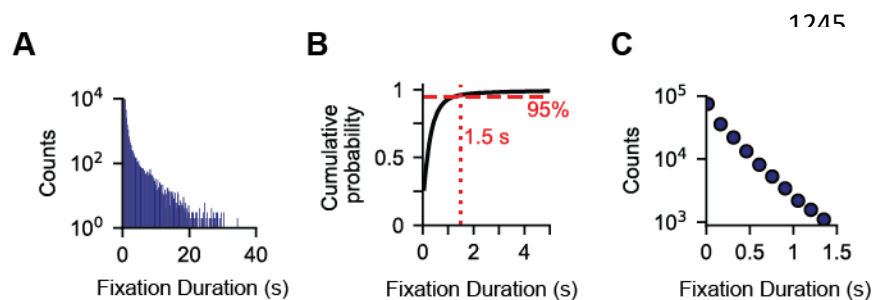 1245
A
B
C
10^4
10^2
10^0
Counts
0
20
40
Fixation Duration (s)
1
0.5
0
Cumulative
probability
95%
1.5 s
0
2
4
Fixation Duration (s)
10^5
10^4
10^3
Counts
0
0.5
1
1.5
Fixation Duration (s)